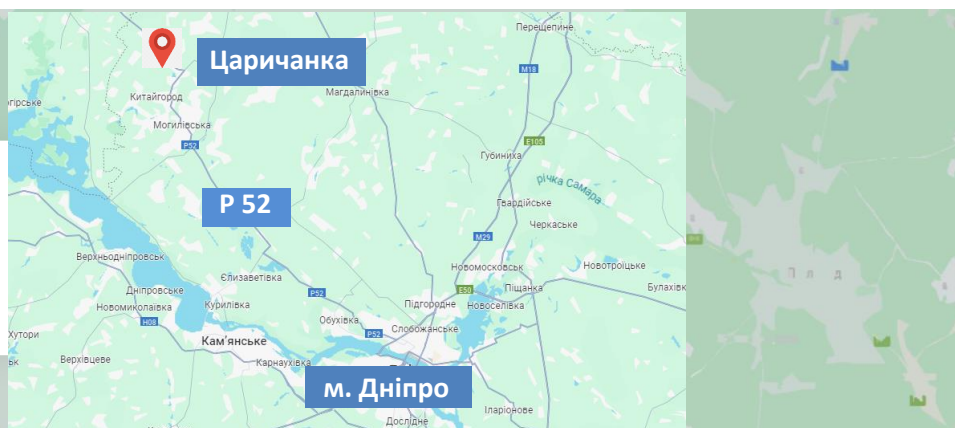 Перещепине
Царичанка
M18
Китайгород
Магдалинівка
Могилівська
P52
E105
Губиниха
річка Самара
Р 52
Гвардійське
Черкаське
M29
Верхньодніпровськ
Новомосковськ
Новотроїцьке
Єлизаветівка
Піщанка
Дніпровське
P52
E50
Новомиколаївка
Курилівка
Підгородне
Новоселівка
H08
Обухівка
Слобожанське
Хутори
P52
Кам'янське
Верхівцеве
Карнаухівка
м. Дніпро
Іларіонове
Дослідне